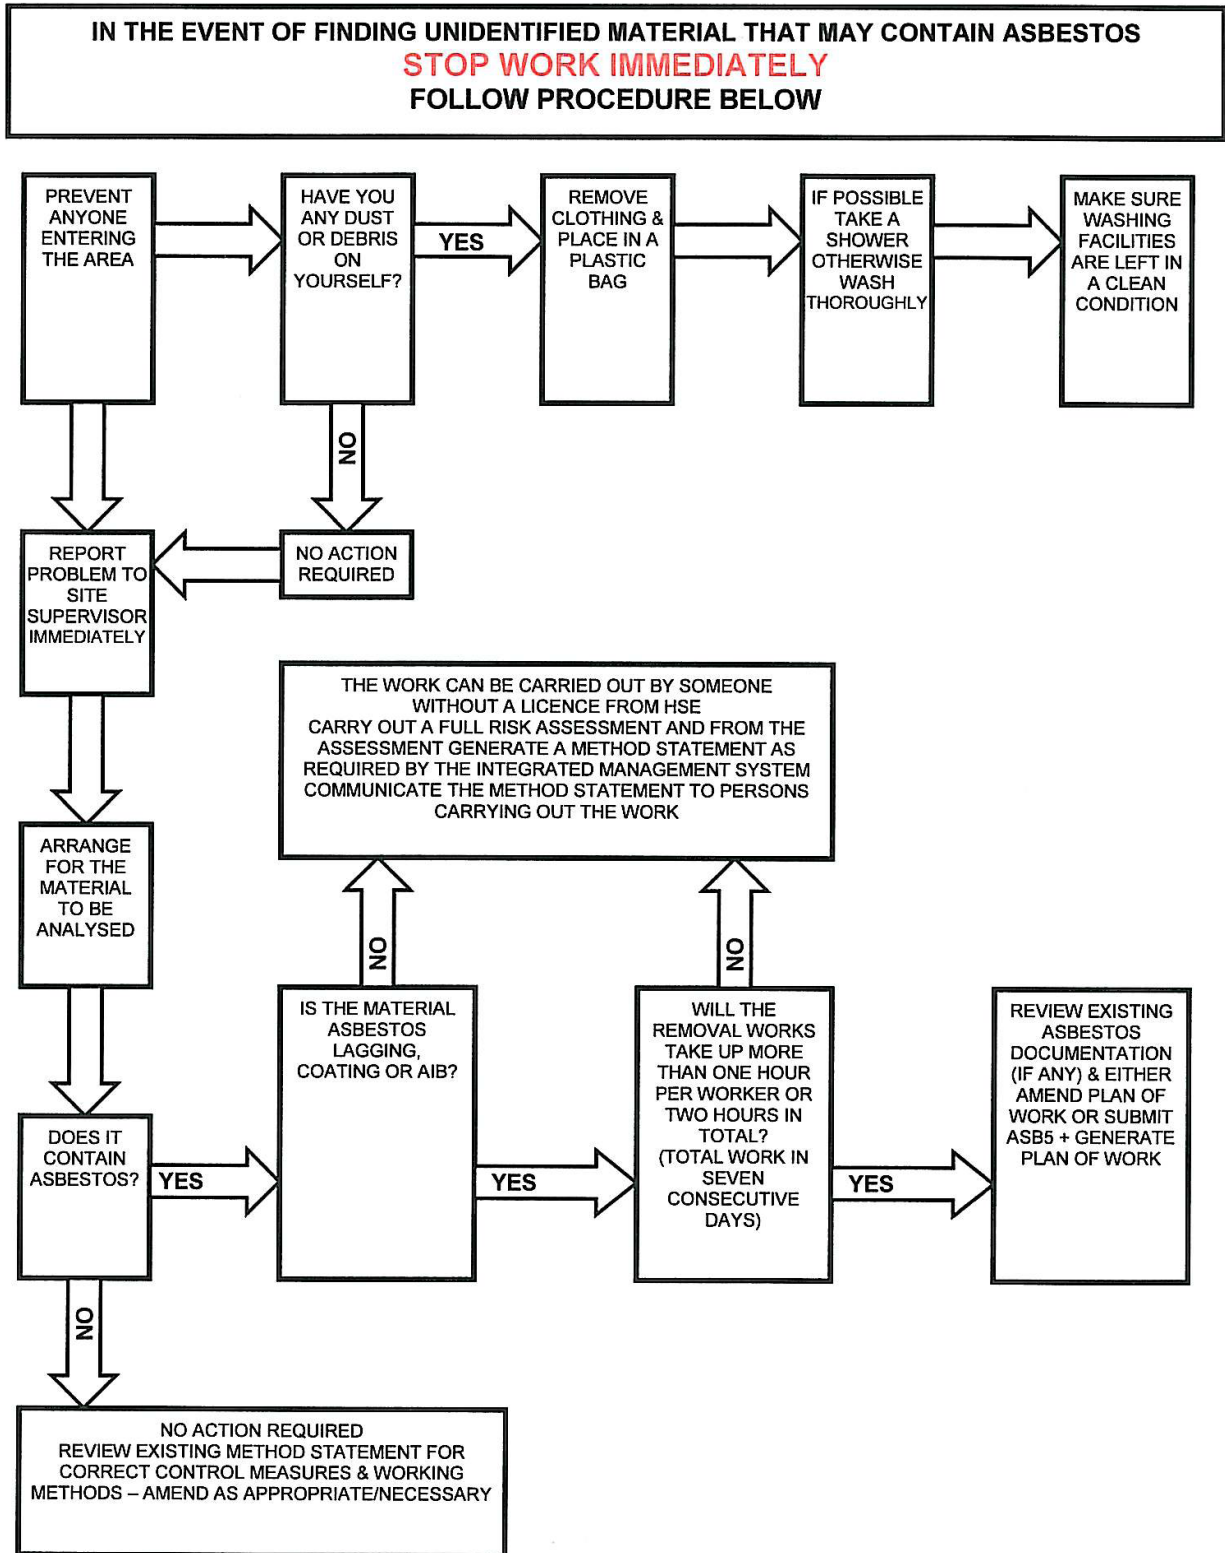 IN THE EVENT OF FINDING UNIDENTIFIED MATERIAL THAT MAY CONTAIN ASBESTOS
STOP WORK IMMEDIATELY
FOLLOW PROCEDURE BELOW
PREVENT
ANYONE
ENTERING
THE AREA
HAVE YOU
ANY DUST
OR DEBRIS
ON
YOURSELF?
YES
REMOVE
CLOTHING &
PLACE IN A
PLASTIC
BAG
IF POSSIBLE
TAKE A
SHOWER
OTHERWISE
WASH
THOROUGHLY
MAKE SURE
WASHING
FACILITIES
ARE LEFT IN
A CLEAN
CONDITION
NO
REPORT
PROBLEM TO
SITE
SUPERVISOR
IMMEDIATELY
NO ACTION
REQUIRED
THE WORK CAN BE CARRIED OUT BY SOMEONE
WITHOUT A LICENCE FROM HSE
CARRY OUT A FULL RISK ASSESSMENT AND FROM THE
ASSESSMENT GENERATE A METHOD STATEMENT AS
REQUIRED BY THE INTEGRATED MANAGEMENT SYSTEM
COMMUNICATE THE METHOD STATEMENT TO PERSONS
CARRYING OUT THE WORK
ARRANGE
FOR THE
MATERIAL
TO BE
ANALYSED
NO
NO
IS THE MATERIAL
ASBESTOS
LAGGING,
COATING OR AIB?
WILL THE
REMOVAL WORKS
TAKE UP MORE
THAN ONE HOUR
PER WORKER OR
TWO HOURS IN
TOTAL?
(TOTAL WORK IN
SEVEN
CONSECUTIVE
DAYS)
REVIEW EXISTING
ASBESTOS
DOCUMENTATION
(IF ANY) & EITHER
AMEND PLAN OF
WORK OR SUBMIT
ASB5 + GENERATE
PLAN OF WORK
DOES IT
CONTAIN
ASBESTOS?
YES
YES
YES
NO
NO ACTION REQUIRED
REVIEW EXISTING METHOD STATEMENT FOR
CORRECT CONTROL MEASURES & WORKING
METHODS – AMEND AS APPROPRIATE/NECESSARY